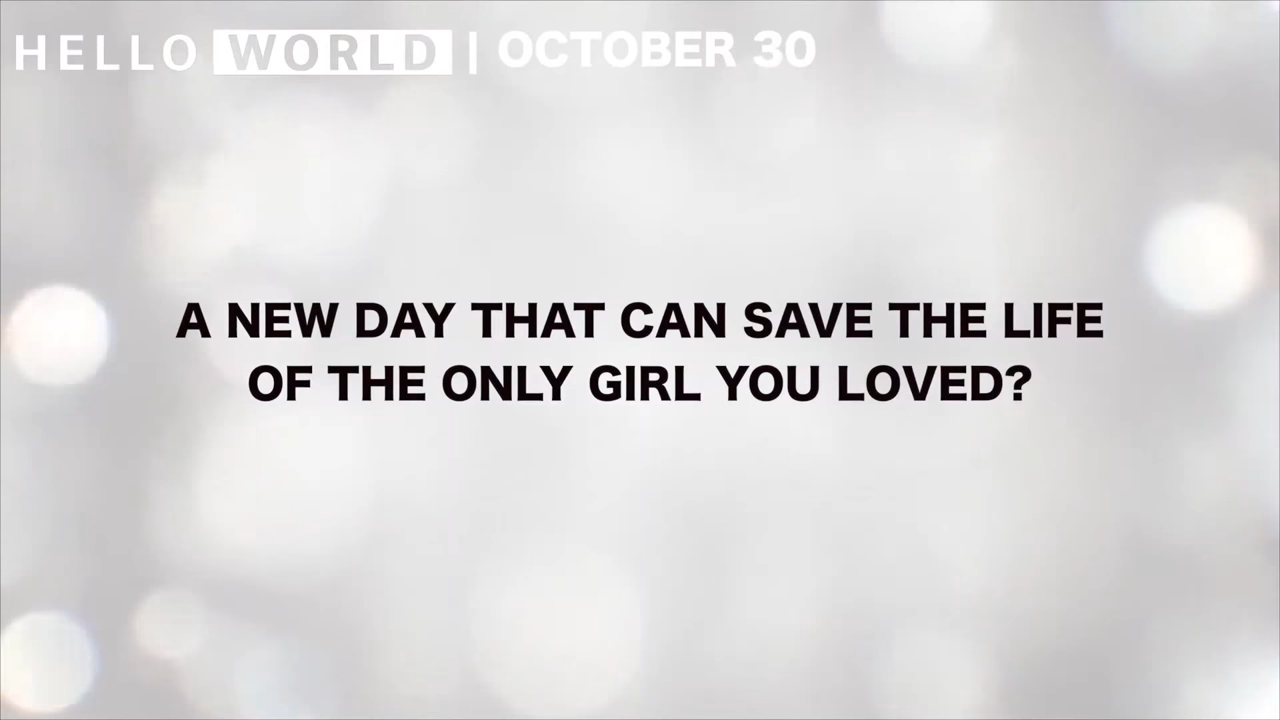 HELLO WORLD | OCTOBER 30
A NEW DAY THAT CAN SAVE THE LIFE
OF THE ONLY GIRL YOU LOVED?